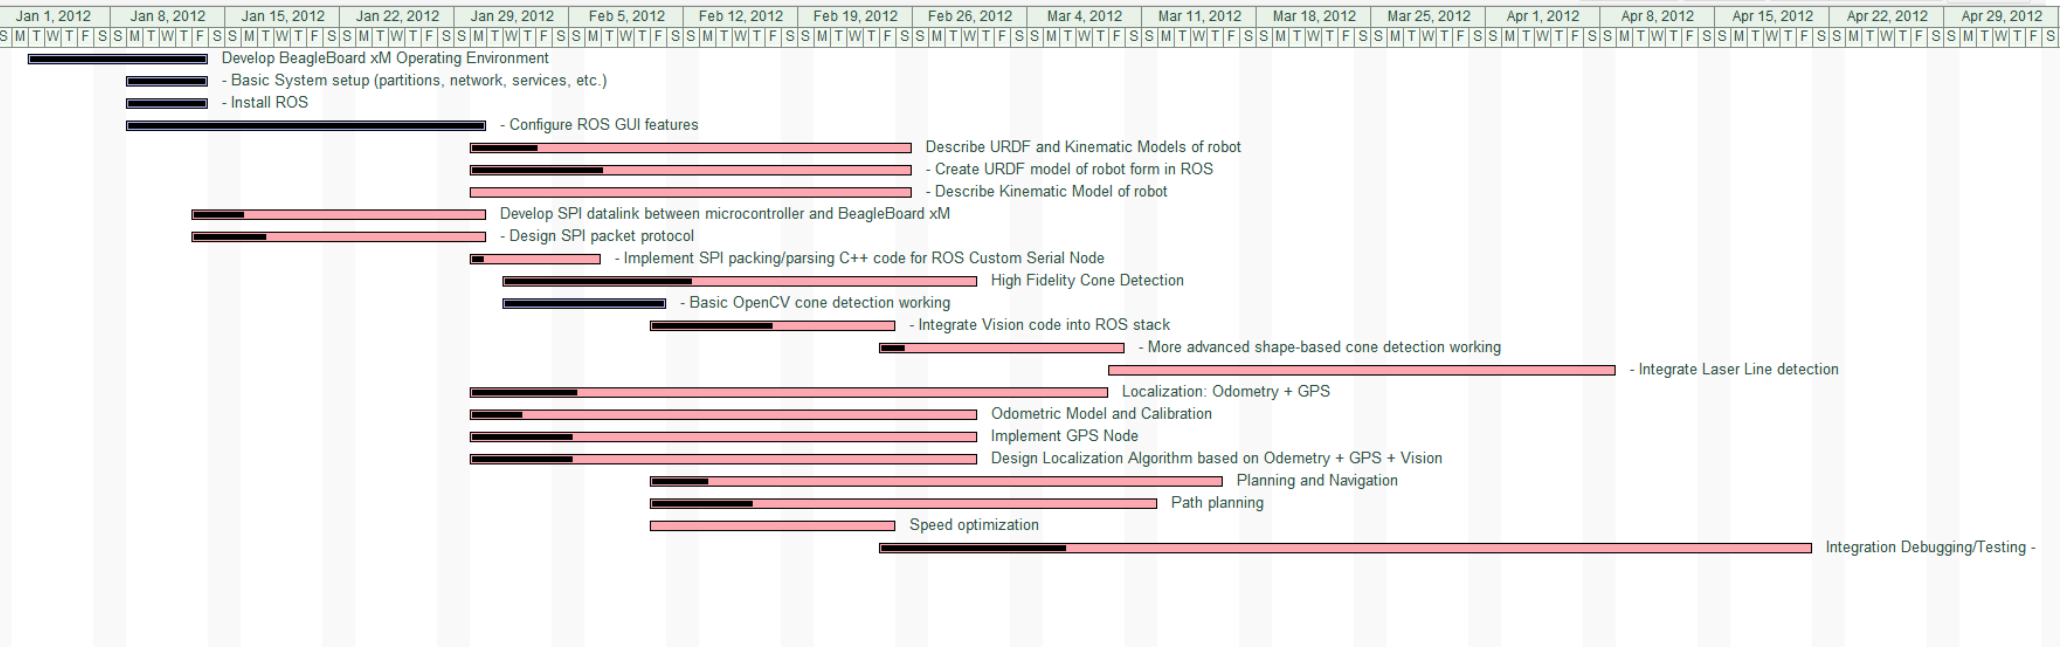 Jan 1, 2012 Jan 8, 2012 Jan 15, 2012 Jan 22, 2012 Jan 29, 2012 Feb 5, 2012 Feb 12, 2012 Feb 19, 2012 Feb 26, 2012 Mar 4, 2012 Mar 11, 2012 Mar 18, 2012 Mar 25, 2012 Apr 1, 2012 Apr 8, 2012 Apr 15, 2012 Apr 22, 2012 Apr 29, 2012
S M T W T F S S M T W T F S S M T W T F S S M T W T F S S M T W T F S S M T W T F S S M T W T F S S M T W T F S S M T W T F S S M T W T F S S M T W T F S S M T W T F S S M T W T F S S M T W T F S S M T W T F S S M T W T F S S M T W T F S S M T W T F S
Develop BeagleBoard xM Operating Environment
- Basic System setup (partitions, network, services, etc.)
- Install ROS
- Configure ROS GUI features
Describe URDF and Kinematic Models of robot
- Create URDF model of robot form in ROS
- Describe Kinematic Model of robot
Develop SPI datalink between microcontroller and BeagleBoard xM
- Design SPI packet protocol
- Implement SPI packing/parsing C++ code for ROS Custom Serial Node
High Fidelity Cone Detection
- Basic OpenCV cone detection working
- Integrate Vision code into ROS stack
- More advanced shape-based cone detection working
- Integrate Laser Line detection
Localization: Odometry + GPS
Odometric Model and Calibration
Implement GPS Node
Design Localization Algorithm based on Odemetry + GPS + Vision
Planning and Navigation
Path planning
Speed optimization
Integration Debugging/Testing -